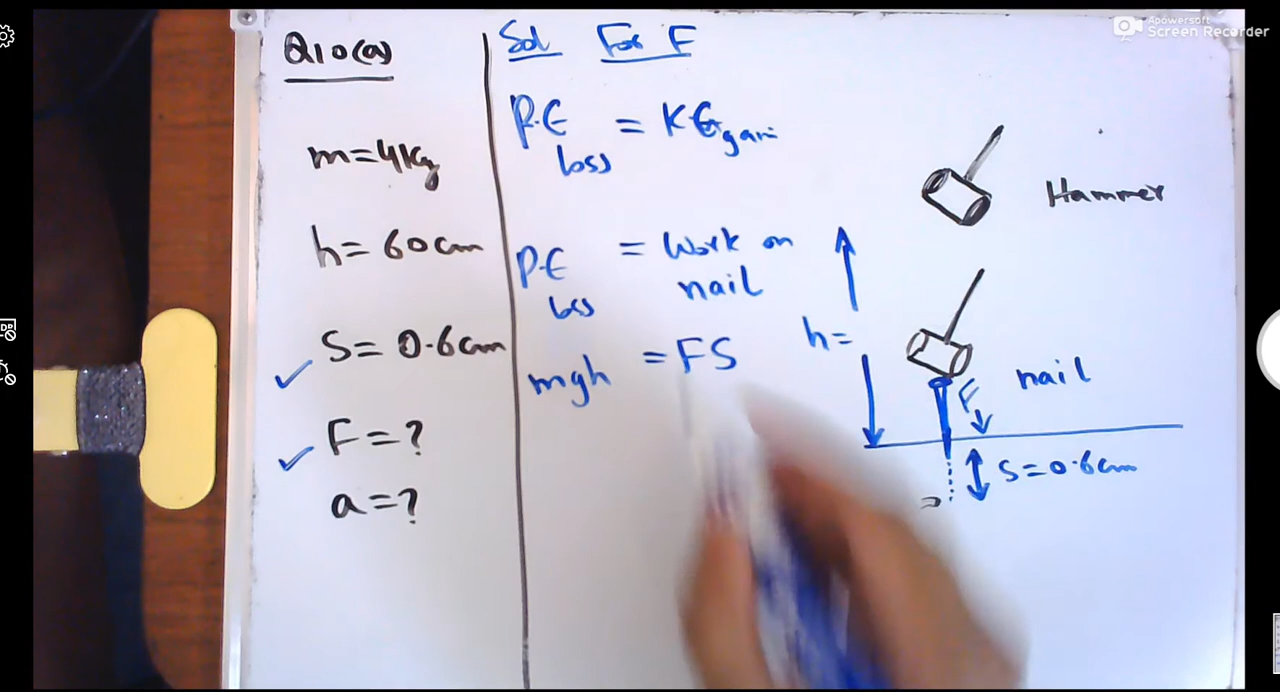 Apowersoft
Screen Recorder
Q10(a)
m=4Kg
h=60cm
S=0.6cm
F=?
a=?
Sol For F
P.E loss = K.E gain
P.E loss = Work on nail
mgh = FS
Hammer
h=
nail
F
S=0.6cm